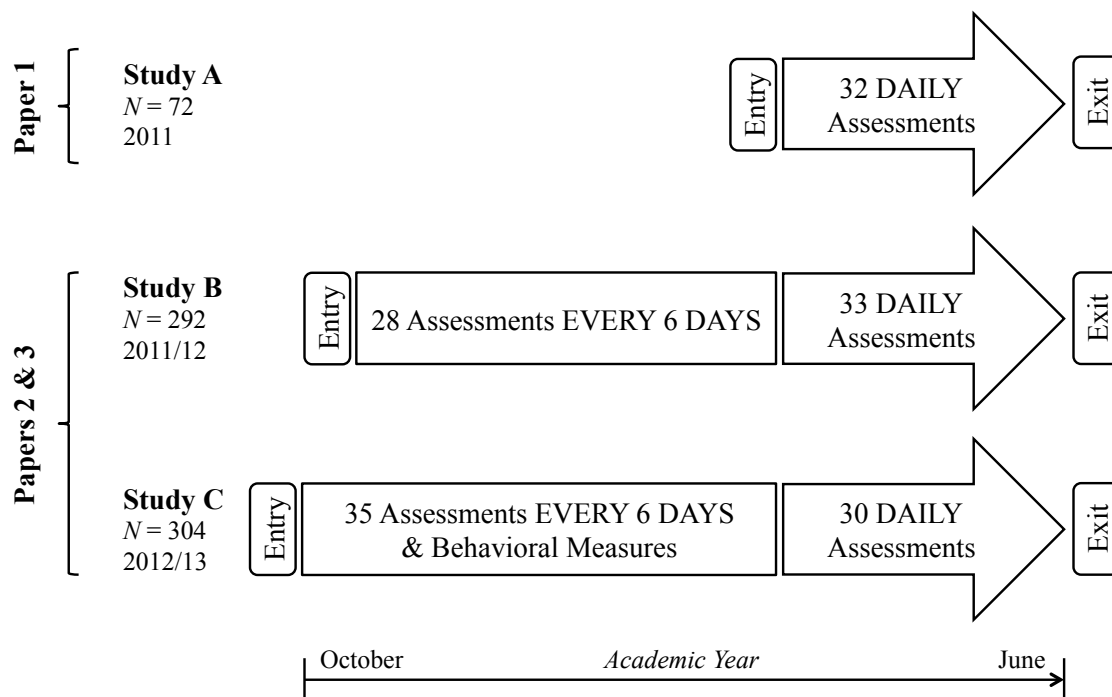 Paper 1
Study A
N = 72
2011
Entry
32 DAILY
Assessments
Exit
Papers 2 & 3
Study B
N = 292
2011/12
Entry
28 Assessments EVERY 6 DAYS
33 DAILY
Assessments
Exit
Study C
N = 304
2012/13
Entry
35 Assessments EVERY 6 DAYS
& Behavioral Measures
30 DAILY
Assessments
Exit
October Academic Year June